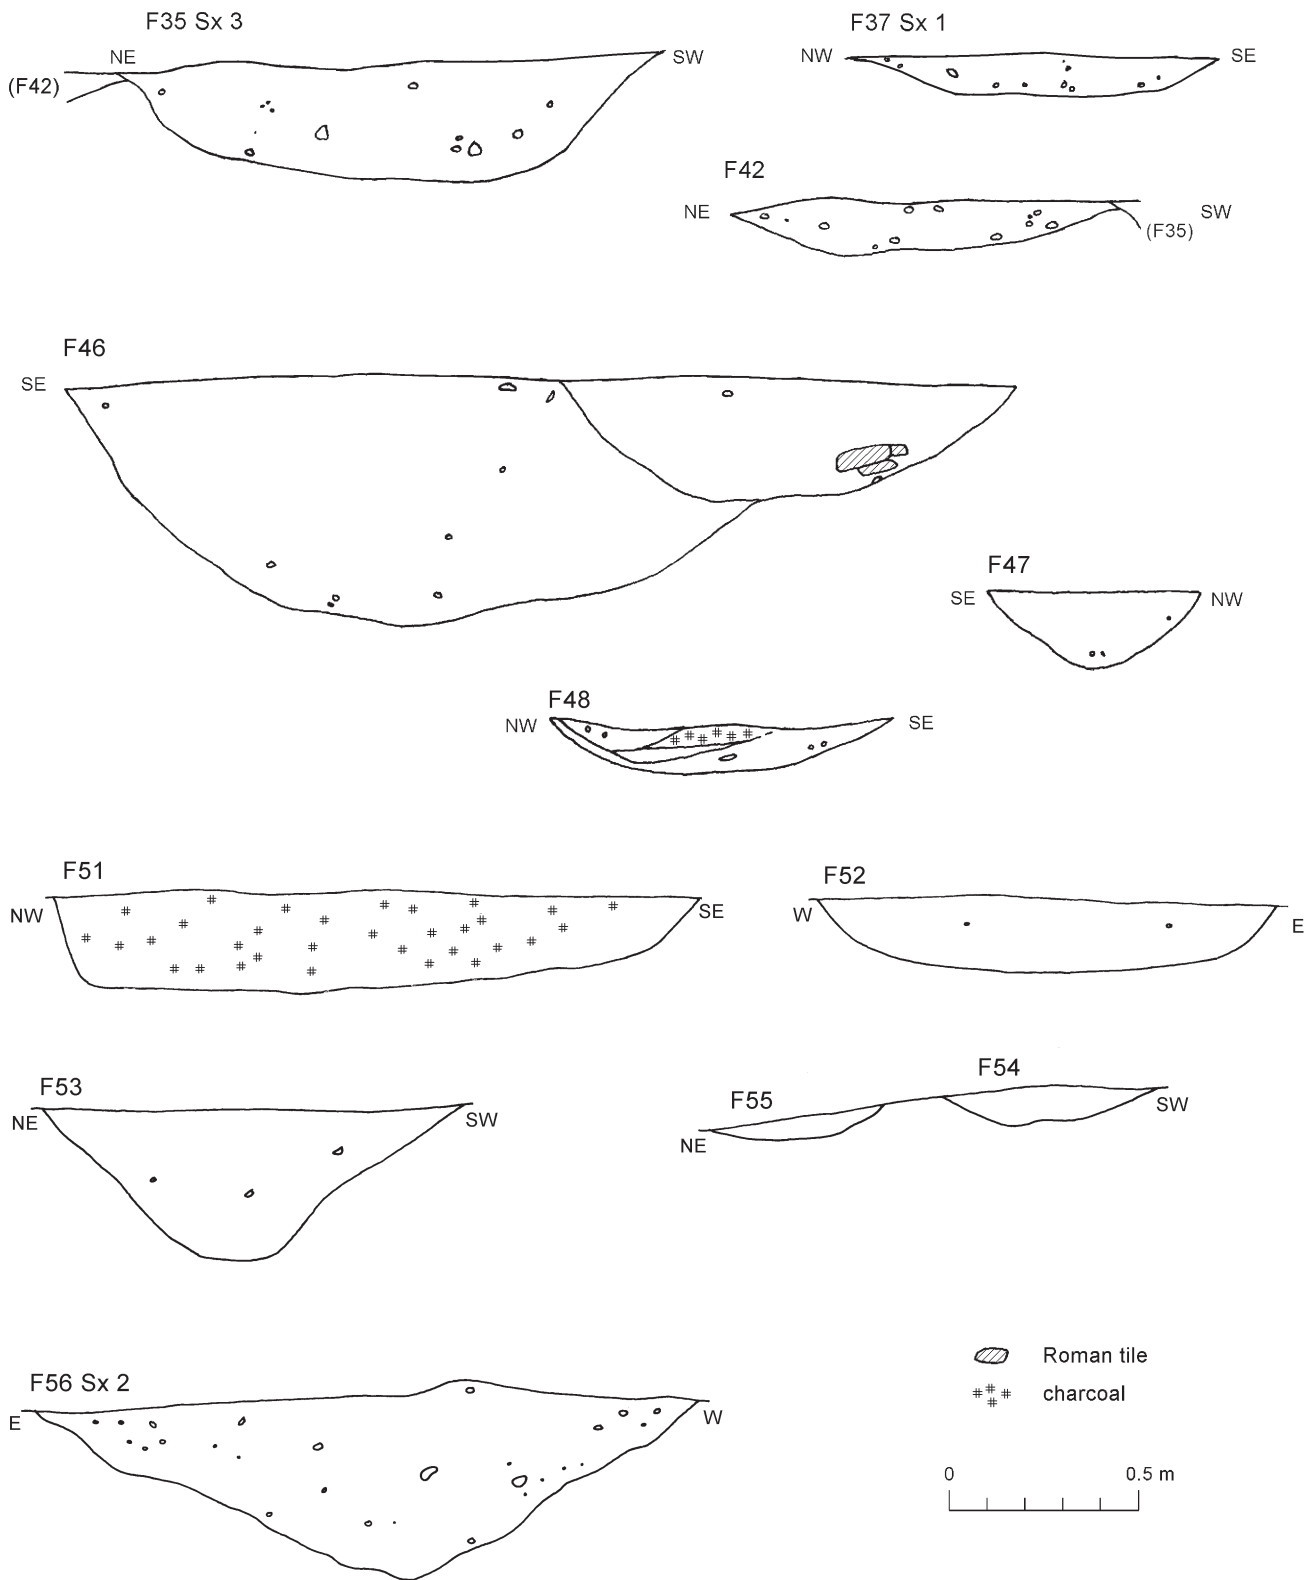 F35 Sx 3
NE
SW
(F42)
F37 Sx 1
NW
SE
F42
NE
SW
(F35)
F46
SE
F47
SE
NW
F48
NW
SE
F51
NW
SE
F52
W
E
F53
NE
SW
F54
F55
SW
NE
F56 Sx 2
E
W
Roman tile
charcoal
0
0.5 m